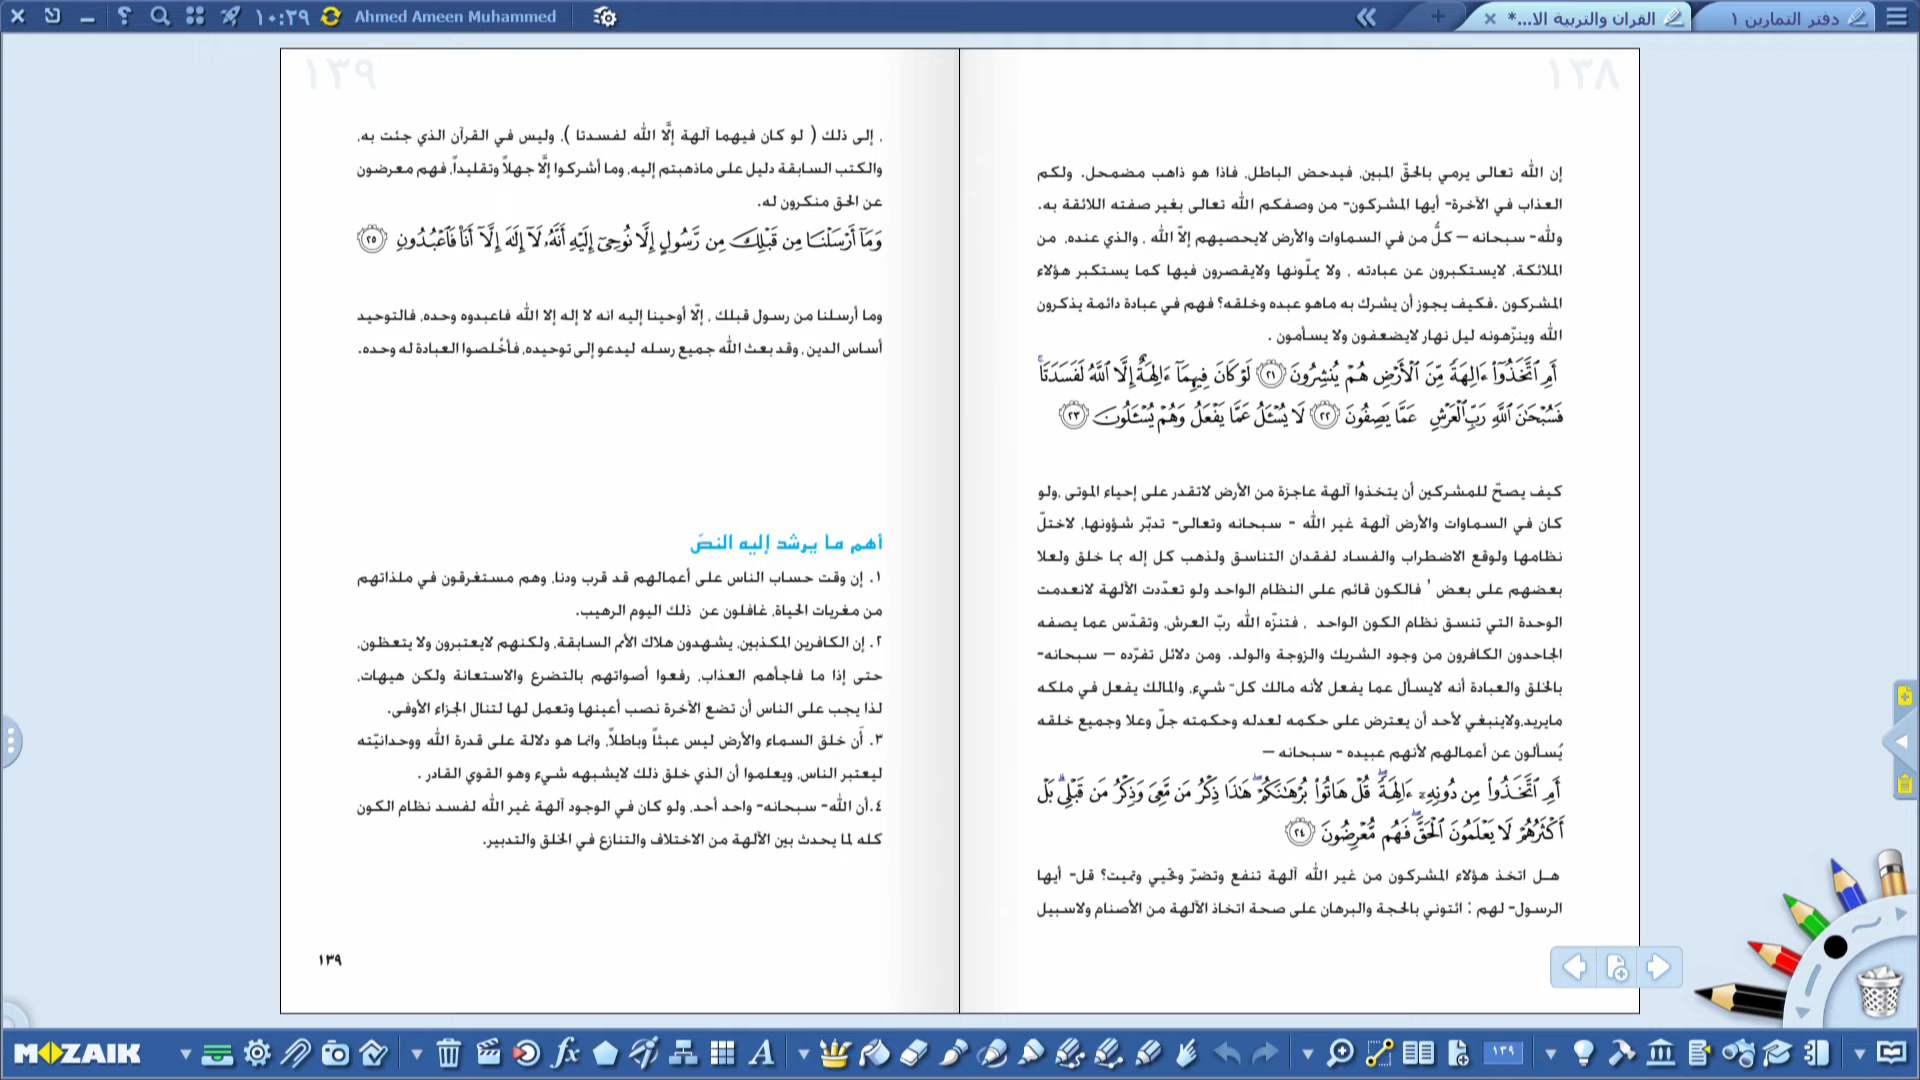 Ahmed Ameen Muhammed
١٠:٣٩
القران والتربية الا...*
دفتر التمارين ١
١٣٨
إن الله تعالى يرمي بالحقّ المبين، فيدحض الباطل، فاذا هو ذاهب مضمحل. ولكم
العذاب في الآخرة- أيها المشركون- من وصفكم الله تعالى بغير صفته اللائقة به.
ولله- سبحانه – كلُّ من في السماوات والأرض لايحصيهم إلاّ الله ، والذي عنده، من
الملائكة، لايستكبرون عن عبادته ، ولا يملّونها ولايقصرون فيها كما يستكبر هؤلاء
المشركون .فكيف يجوز أن يشرك به ماهو عبده وخلقه؟ فهم في عبادة دائمة يذكرون
الله وينزّهونه ليل نهار لايضعفون ولا يسأمون .
أَمِ ٱتَّخَذُوٓا۟ ءَالِهَةً مِّنَ ٱلْأَرْضِ هُمْ يُنشِرُونَ ٢١ لَوْ كَانَ فِيهِمَآ ءَالِهَةٌ إِلَّا ٱللَّهُ لَفَسَدَتَا ۚ
فَسُبْحَـٰنَ ٱللَّهِ رَبِّ ٱلْعَرْشِ عَمَّا يَصِفُونَ ٢٢ لَا يُسْـَٔلُ عَمَّا يَفْعَلُ وَهُمْ يُسْـَٔلُونَ ٢٣
كيف يصحّ للمشركين أن يتخذوا آلهة عاجزة من الأرض لاتقدر على إحياء الموتى ،ولو
كان في السماوات والأرض آلهة غير الله - سبحانه وتعالى- تدبّر شؤونها، لاختلّ
نظامها ولوقع الاضطراب والفساد لفقدان التناسق ولذهب كل إله بما خلق ولعلا
بعضهم على بعض ' فالكون قائم على النظام الواحد ولو تعدّدت الآلهة لانعدمت
الوحدة التي تنسق نظام الكون الواحد ، فتنزّه الله ربّ العرش، وتقدّس عما يصفه
الجاحدون الكافرون من وجود الشريك والزوجة والولد. ومن دلائل تفرّده – سبحانه-
بالخلق والعبادة أنه لايسأل عما يفعل لأنه مالك كل- شيء، والمالك يفعل في ملكه
مايريد،ولاينبغي لأحد أن يعترض على حكمه لعدله وحكمته جلّ وعلا وجميع خلقه
يُسألون عن أعمالهم لأنهم عبيده - سبحانه –
أَمِ ٱتَّخَذُوا۟ مِن دُونِهِۦٓ ءَالِهَةً ۖ قُلْ هَاتُوا۟ بُرْهَـٰنَكُمْ ۖ هَـٰذَا ذِكْرُ مَن مَّعِىَ وَذِكْرُ مَن قَبْلِى ۗ بَلْ
أَكْثَرُهُمْ لَا يَعْلَمُونَ ٱلْحَقَّ ۖ فَهُم مُّعْرِضُونَ ٢٤
هـل اتخذ هؤلاء المشركون من غير الله آلهة تنفع وتضرّ وتحيي وتميت؟ قل- أيها
الرسول- لهم : ائتوني بالحجة والبرهان على صحة اتخاذ الآلهة من الأصنام ولاسبيل
١٣٩
، إلى ذلك ( لو كان فيهما آلهة إلَّا الله لفسدتا )، وليس في القرآن الذي جئت به،
والكتب السابقة دليل على ماذهبتم إليه، وما أشركوا إلَّا جهلاً وتقليداً، فهم معرضون
عن الحق منكرون له.
وَمَآ أَرْسَلْنَا مِن قَبْلِكَ مِن رَّسُولٍ إِلَّا نُوحِىٓ إِلَيْهِ أَنَّهُۥ لَآ إِلَـٰهَ إِلَّآ أَنَا۠ فَٱعْبُدُونِ ٢٥
وما أرسلنا من رسول قبلك ، إلّا أوحينا إليه انه لا إله إلا الله فاعبدوه وحده، فالتوحيد
أساس الدين ، وقد بعث الله جميع رسله ليدعو إلى توحيده، فأخُلصوا العبادة له وحده.
أهم ما يرشد إليه النصّ
١. إن وقت حساب الناس على أعمالهم قد قرب ودنا، وهم مستغرقون في ملذاتهم
من مغريات الحياة، غافلون عن ذلك اليوم الرهيب.
٢. إن الكافرين المكذبين، يشهدون هلاك الأمم السابقة، ولكنهم لايعتبرون ولا يتعظون،
حتى إذا ما فاجأهم العذاب، رفعوا أصواتهم بالتضرع والاستعانة ولكن هيهات،
لذا يجب على الناس أن تضع الآخرة نصب أعينها وتعمل لها لتنال الجزاء الأوفى.
٣. أن خلق السماء والأرض ليس عبثاً وباطلاً، وانما هو دلالة على قدرة الله ووحدانيّته
ليعتبر الناس، ويعلموا أن الذي خلق ذلك لايشبهه شيء وهو القوي القادر .
٤.أن الله- سبحانه- واحد أحد، ولو كان في الوجود آلهة غير الله لفسد نظام الكون
كله لما يحدث بين الآلهة من الاختلاف والتنازع في الخلق والتدبير.
١٣٩
MOZAIK
١٣٩